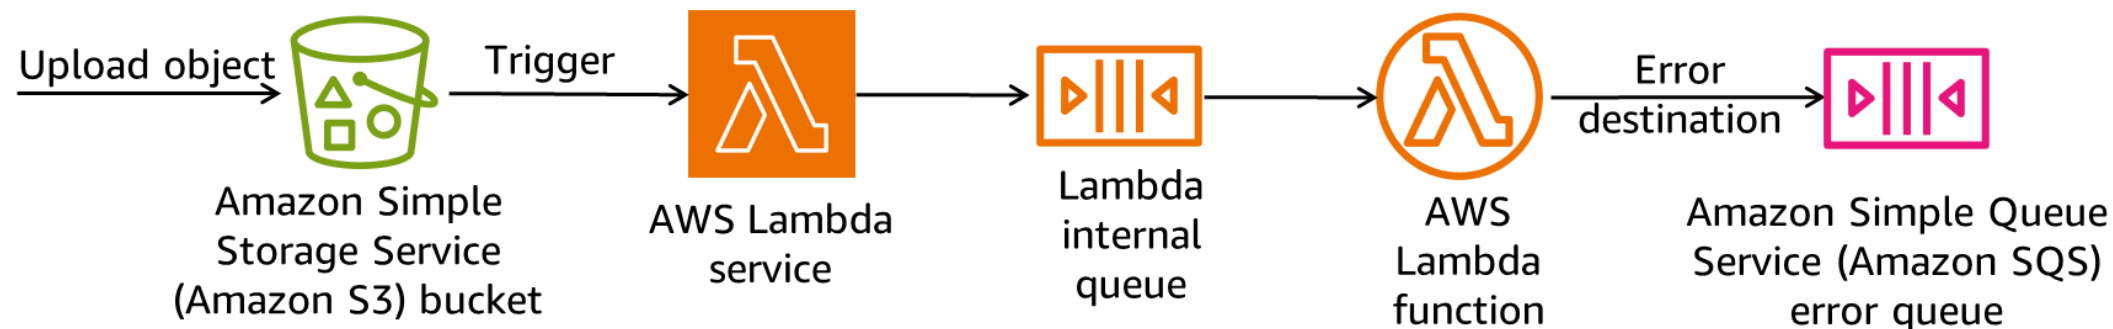 Upload object
Amazon Simple
Storage Service
(Amazon S3) bucket
Trigger
AWS Lambda
service
Lambda
internal
queue
AWS
Lambda
function
Error
destination
Amazon Simple Queue
Service (Amazon SQS)
error queue